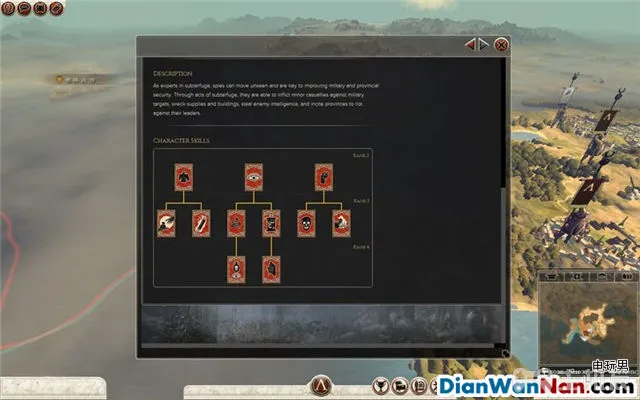 DESCRIPTION
As experts in subterfuge, spies can move unseen and are key to improving military and provincial
security. Through acts of subterfuge, they are able to inflict minor casualties against military
targets, wreck supplies and buildings, steal enemy intelligence, and incite provinces to riot
against their leaders.
CHARACTER SKILLS
RANK 2
RANK 3
RANK 4
电玩男
DianWanNan.com